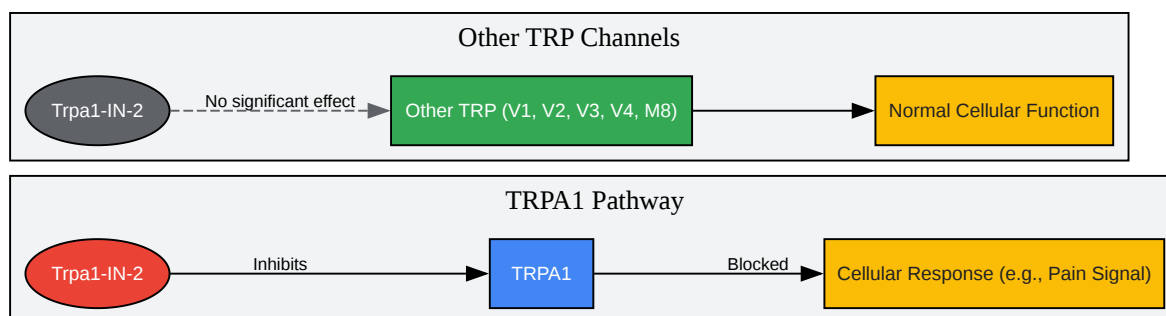 Other TRP Channels
Trpa1-IN-2
No significant effect
Other TRP (V1, V2, V3, V4, M8)
Normal Cellular Function
TRPA1 Pathway
Trpa1-IN-2
Inhibits
TRPA1
Blocked
Cellular Response (e.g., Pain Signal)